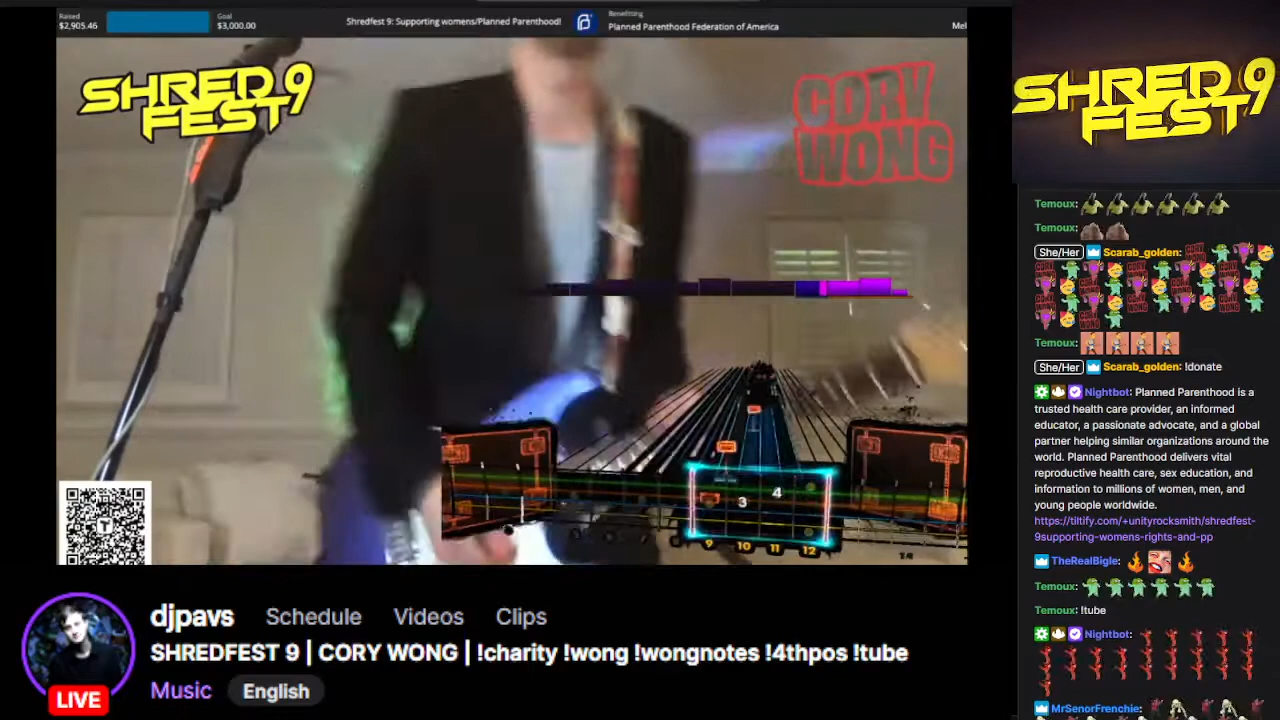 Raised
$2,905.46
Goal
$3,000.00
Shredfest 9: Supporting womens/Planned Parenthood!
Benefitting
Planned Parenthood Federation of America
Mel
SHRED 9
FEST
CORY
WONG
SHRED 9
FEST
3
4
9
10
11
12
14
djpavs
Schedule
Videos
Clips
SHREDFEST 9 | CORY WONG | !charity !wong !wongnotes !4thpos !tube
LIVE
Music
English
Temoux:
Temoux:
She/Her Scarab_golden:
Temoux:
She/Her Scarab_golden: !donate
Nightbot: Planned Parenthood is a
trusted health care provider, an informed
educator, a passionate advocate, and a global
partner helping similar organizations around the
world. Planned Parenthood delivers vital
reproductive health care, sex education, and
information to millions of women, men, and
young people worldwide.
https://tiltify.com/+unityrocksmith/shredfest-
9supporting-womens-rights-and-pp
TheRealBigle:
Temoux:
Temoux: !tube
Nightbot:
MrSenorFrenchie: